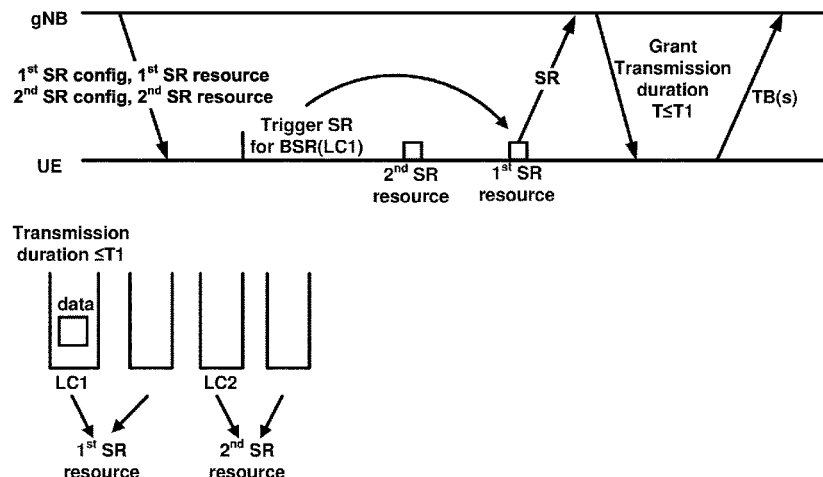 gNB
1st SR config, 1st SR resource
2nd SR config, 2nd SR resource
SR
Grant
Transmission
duration
T≤T1
TB(s)
Trigger SR
for BSR(LC1)
UE
2nd SR
resource
1st SR
resource
Transmission
duration ≤T1
data
LC1
LC2
1st SR
resource
2nd SR
resource